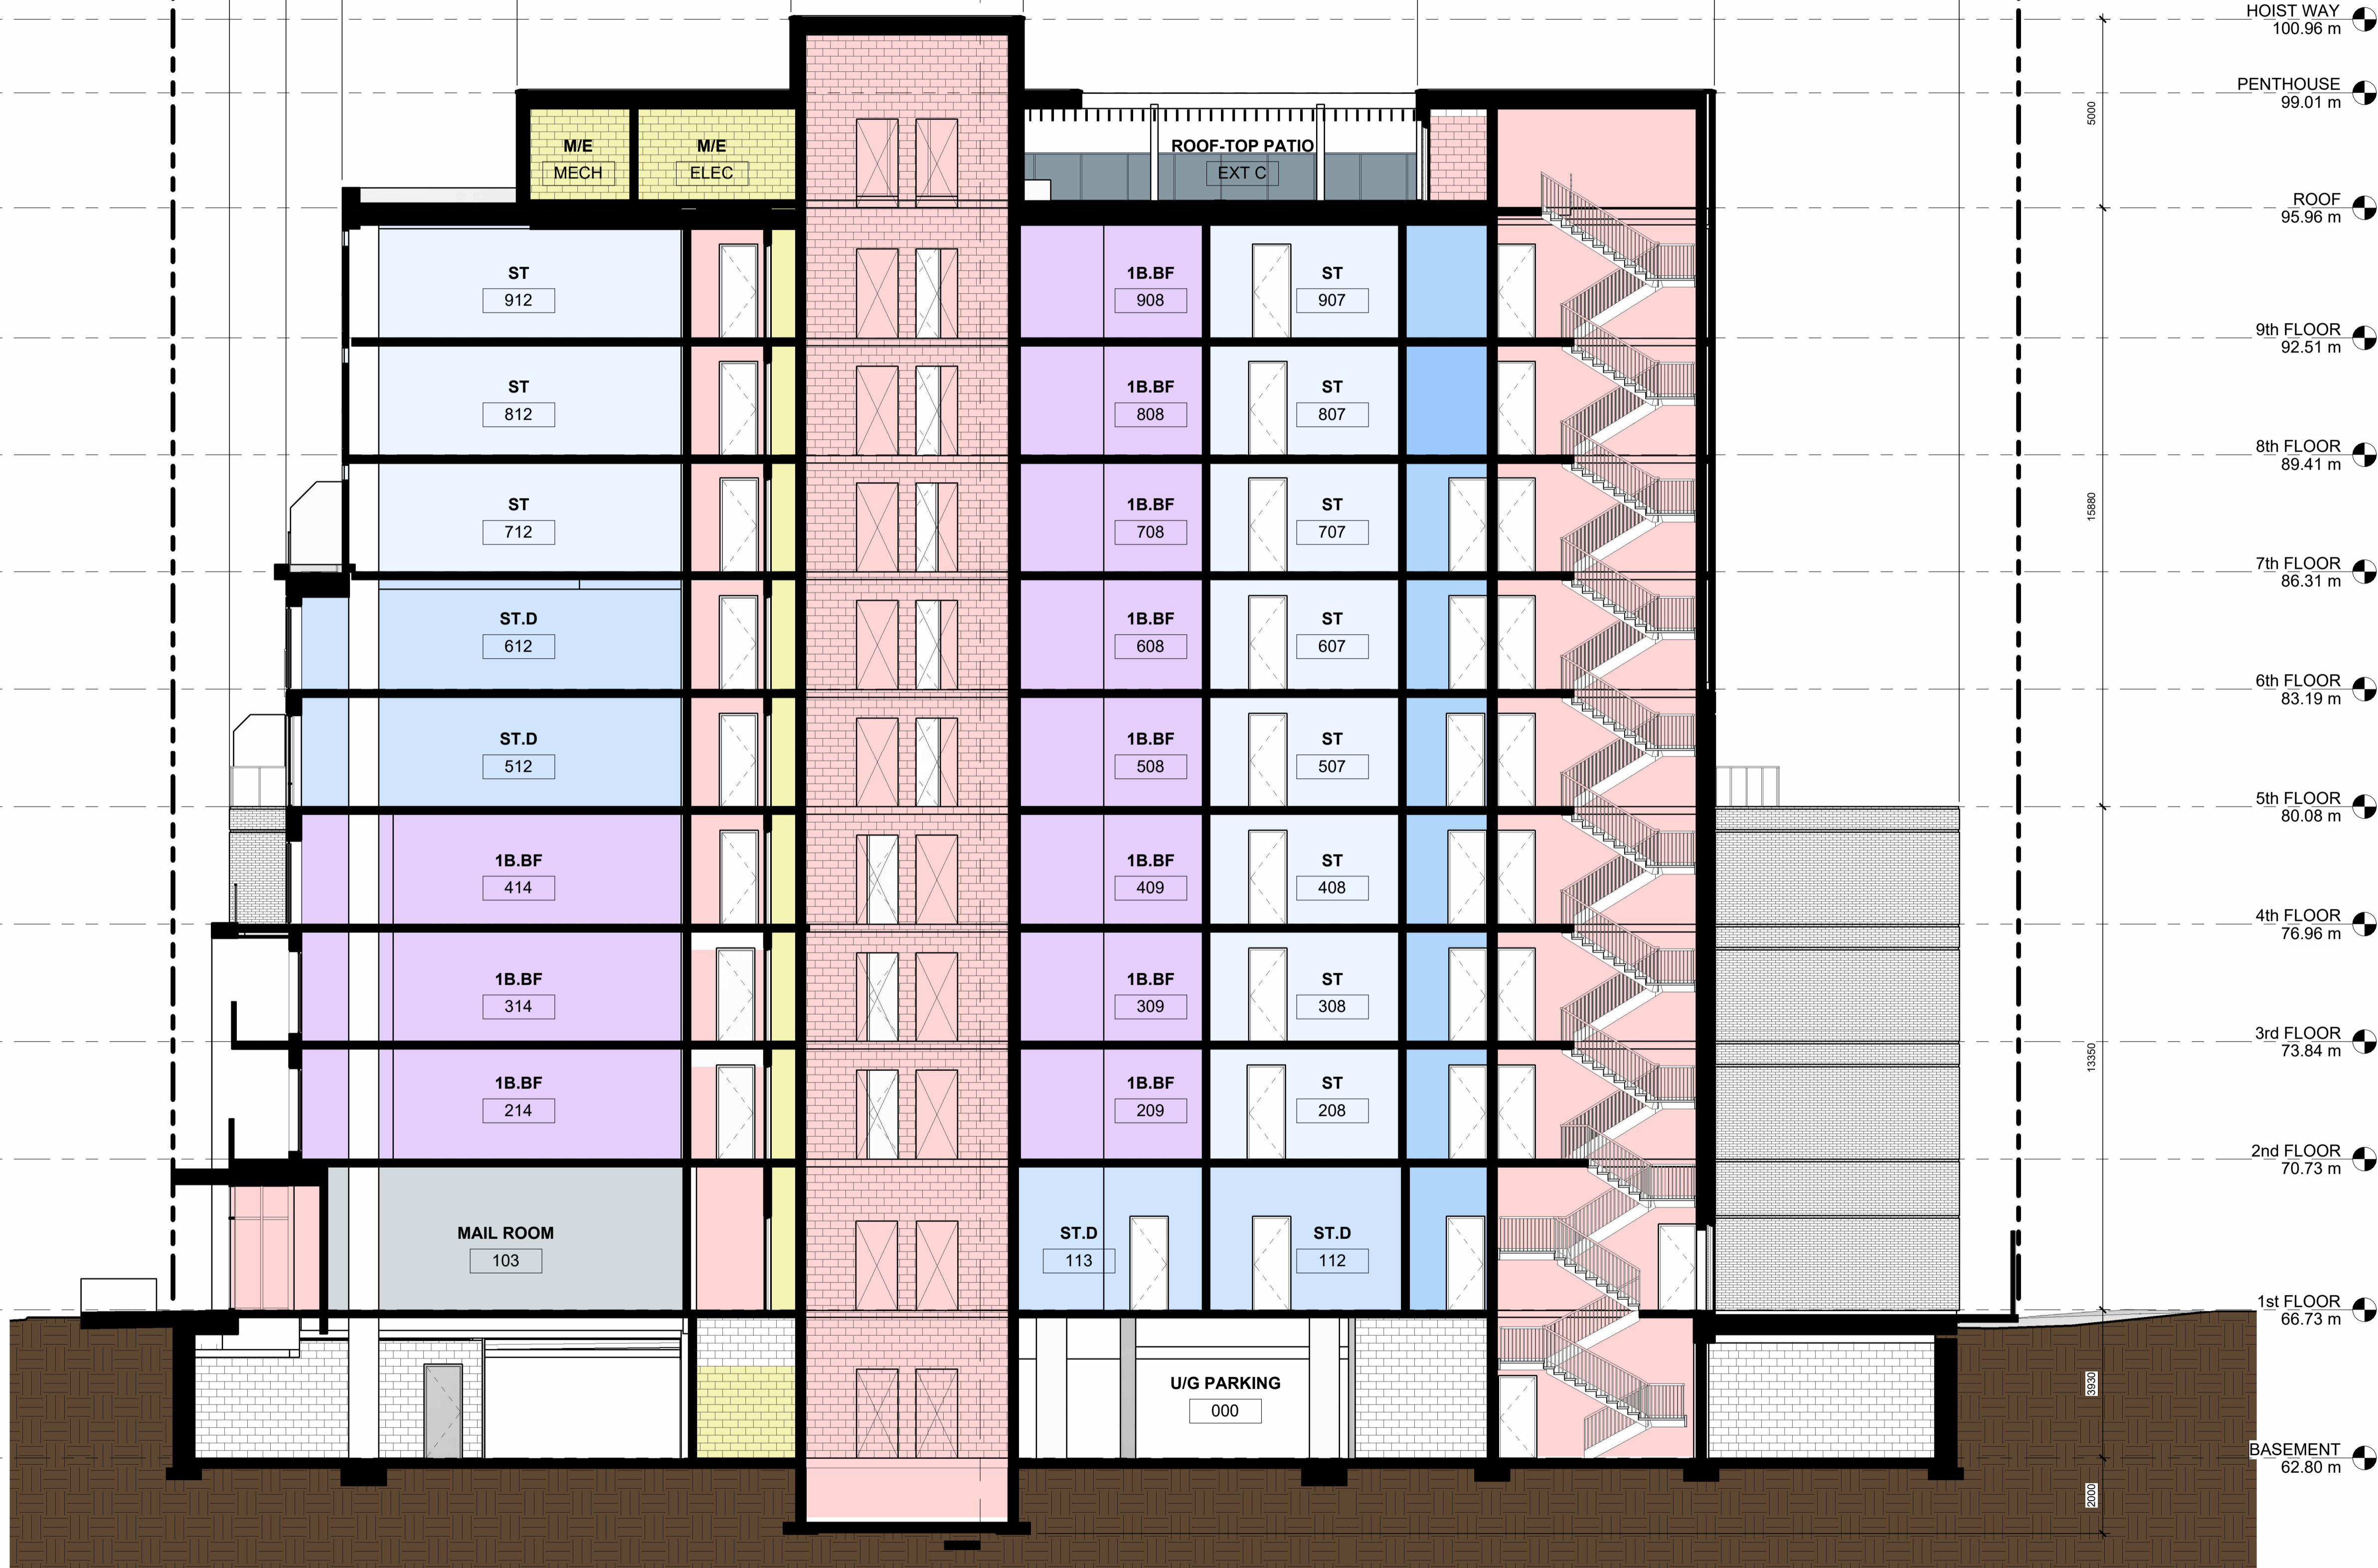 HOIST WAY
100.96 m
PENTHOUSE
99.01 m
5000
M/E
MECH
M/E
ELEC
ROOF-TOP PATIO
EXT C
ROOF
95.96 m
ST
912
1B.BF
908
ST
907
9th FLOOR
92.51 m
ST
812
1B.BF
808
ST
807
8th FLOOR
89.41 m
15880
ST
712
1B.BF
708
ST
707
7th FLOOR
86.31 m
ST.D
612
1B.BF
608
ST
607
6th FLOOR
83.19 m
ST.D
512
1B.BF
508
ST
507
5th FLOOR
80.08 m
1B.BF
414
1B.BF
409
ST
408
4th FLOOR
76.96 m
1B.BF
314
1B.BF
309
ST
308
3rd FLOOR
73.84 m
13350
1B.BF
214
1B.BF
209
ST
208
2nd FLOOR
70.73 m
MAIL ROOM
103
ST.D
113
ST.D
112
1st FLOOR
66.73 m
U/G PARKING
000
3930
BASEMENT
62.80 m
2000